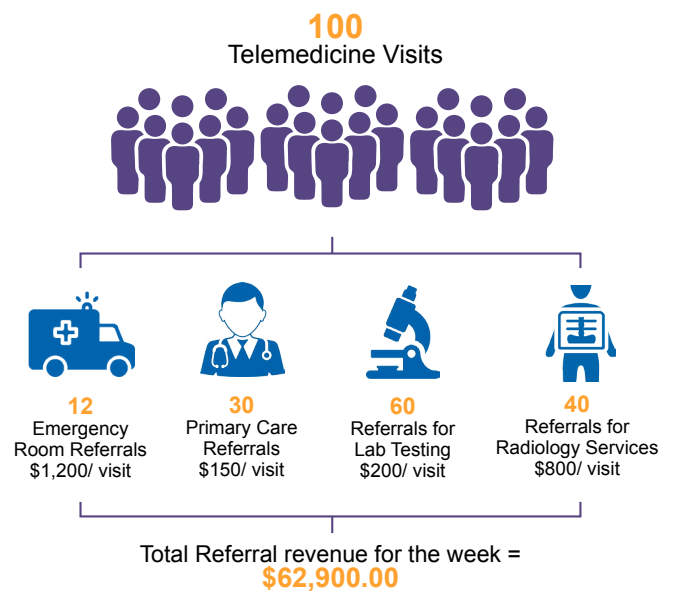 100
Telemedicine Visits
12
Emergency
Room Referrals
$1,200/ visit
30
Primary Care
Referrals
$150/ visit
60
Referrals for
Lab Testing
$200/ visit
40
Referrals for
Radiology Services
$800/ visit
Total Referral revenue for the week =
$62,900.00